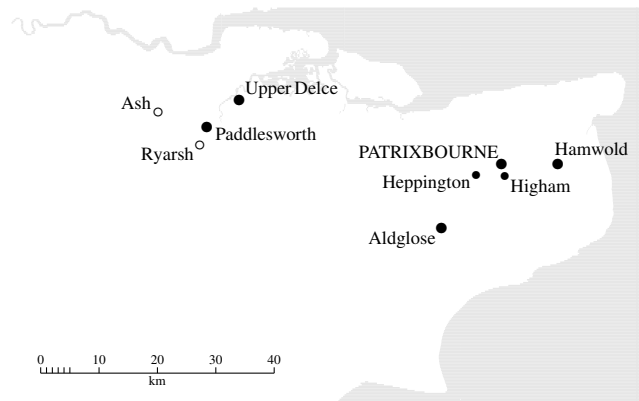 Upper Delce
Ash
Paddlesworth
Ryarsh
PATRIXBOURNE
Hamwold
Heppington
Higham
Aldglose
0 10 20 30 40
km